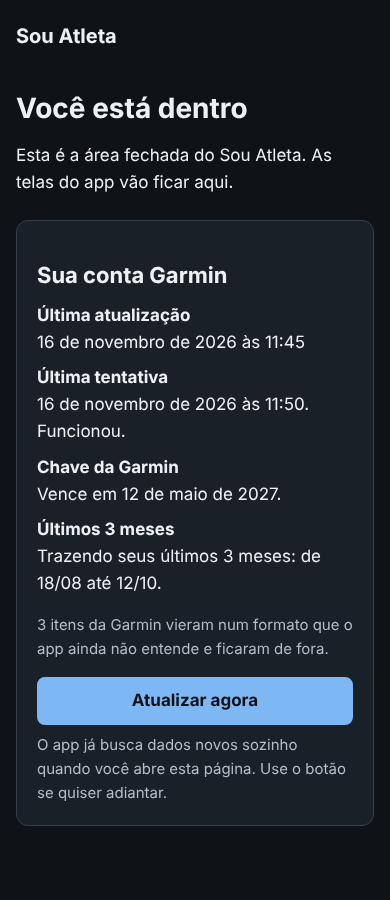 Sou Atleta
Você está dentro
Esta é a área fechada do Sou Atleta. As
telas do app vão ficar aqui.
Sua conta Garmin
Última atualização
16 de novembro de 2026 às 11:45
Última tentativa
16 de novembro de 2026 às 11:50.
Funcionou.
Chave da Garmin
Vence em 12 de maio de 2027.
Últimos 3 meses
Trazendo seus últimos 3 meses: de
18/08 até 12/10.
3 itens da Garmin vieram num formato que o
app ainda não entende e ficaram de fora.
Atualizar agora
O app já busca dados novos sozinho
quando você abre esta página. Use o botão
se quiser adiantar.